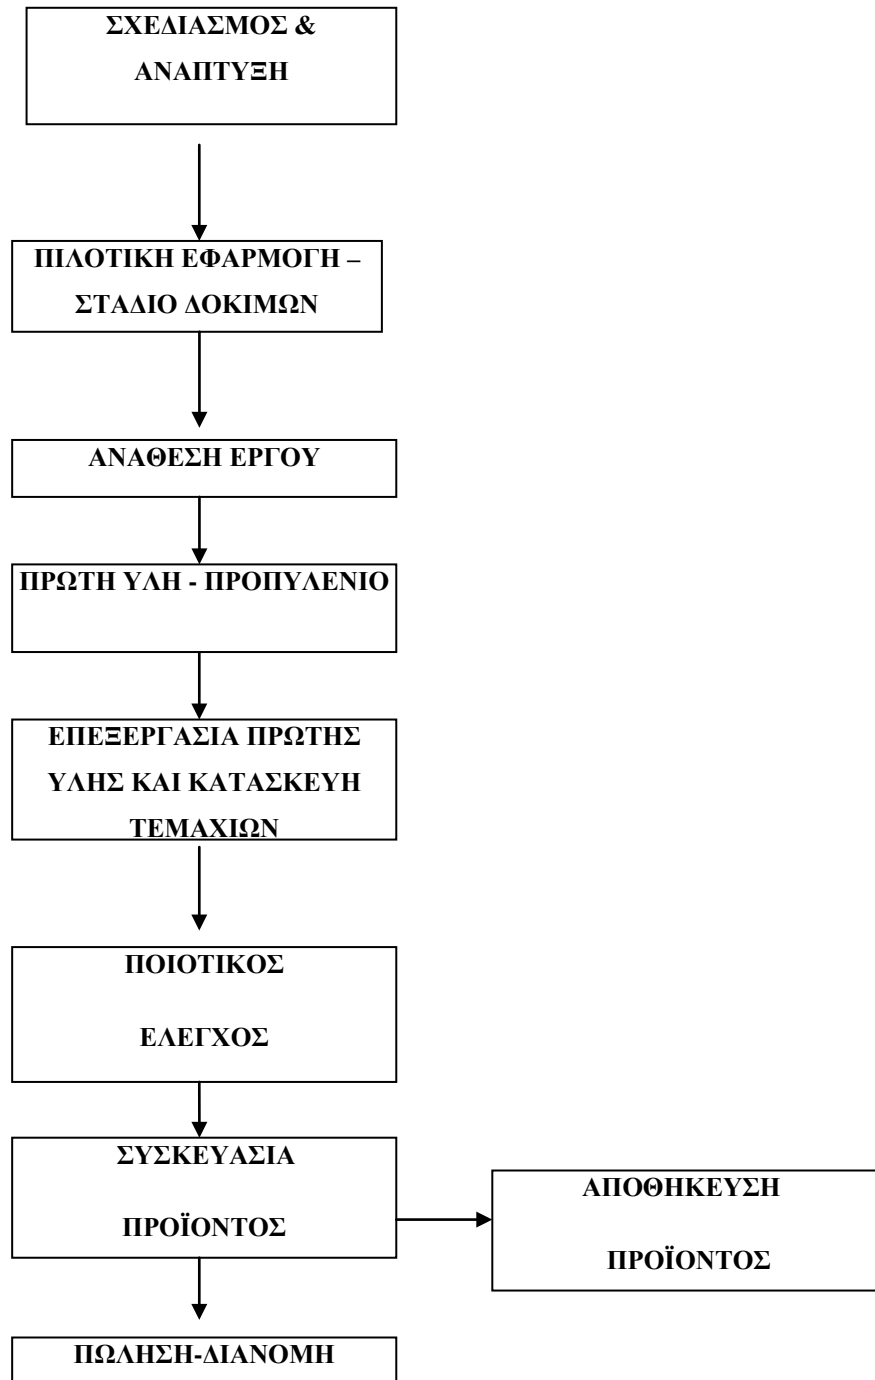 ΣΧΕΔΙΑΣΜΟΣ &
ΑΝΑΠΤΥΞΗ
ΠΙΛΟΤΙΚΗ ΕΦΑΡΜΟΓΗ –
ΣΤΑΔΙΟ ΔΟΚΙΜΩΝ
ΑΝΑΘΕΣΗ ΕΡΓΟΥ
ΠΡΩΤΗ ΥΛΗ - ΠΡΟΠΥΛΕΝΙΟ
ΕΠΕΞΕΡΓΑΣΙΑ ΠΡΩΤΗΣ
ΥΛΗΣ ΚΑΙ ΚΑΤΑΣΚΕΥΗ
ΤΕΜΑΧΙΩΝ
ΠΟΙΟΤΙΚΟΣ
ΕΛΕΓΧΟΣ
ΣΥΣΚΕΥΑΣΙΑ
ΠΡΟΪΟΝΤΟΣ
ΑΠΟΘΗΚΕΥΣΗ
ΠΡΟΪΟΝΤΟΣ
ΠΩΛΗΣΗ-ΔΙΑΝΟΜΗ